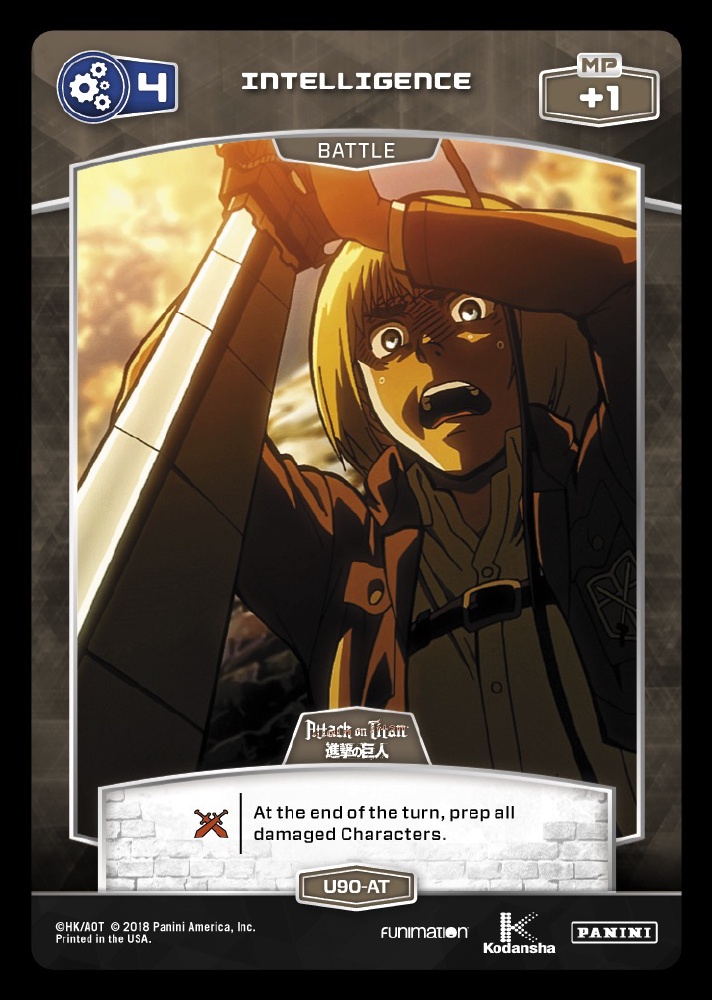 4
INTELLIGENCE
MP
+1
BATTLE
Attack on Titan
進撃の巨人
At the end of the turn, prep all
damaged Characters.
U90-AT
©HK/AOT © 2018 Panini America, Inc.
Printed in the USA.
FUNIMATION
Kodansha
PANINI